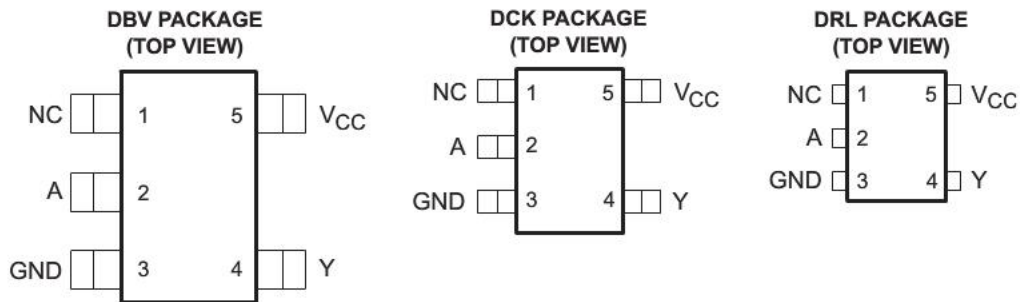 DBV PACKAGE
(TOP VIEW)
NC 1 5 VCC
A 2
GND 3 4 Y
DCK PACKAGE
(TOP VIEW)
NC 1 5 VCC
A 2
GND 3 4 Y
DRL PACKAGE
(TOP VIEW)
NC 1 5 VCC
A 2
GND 3 4 Y